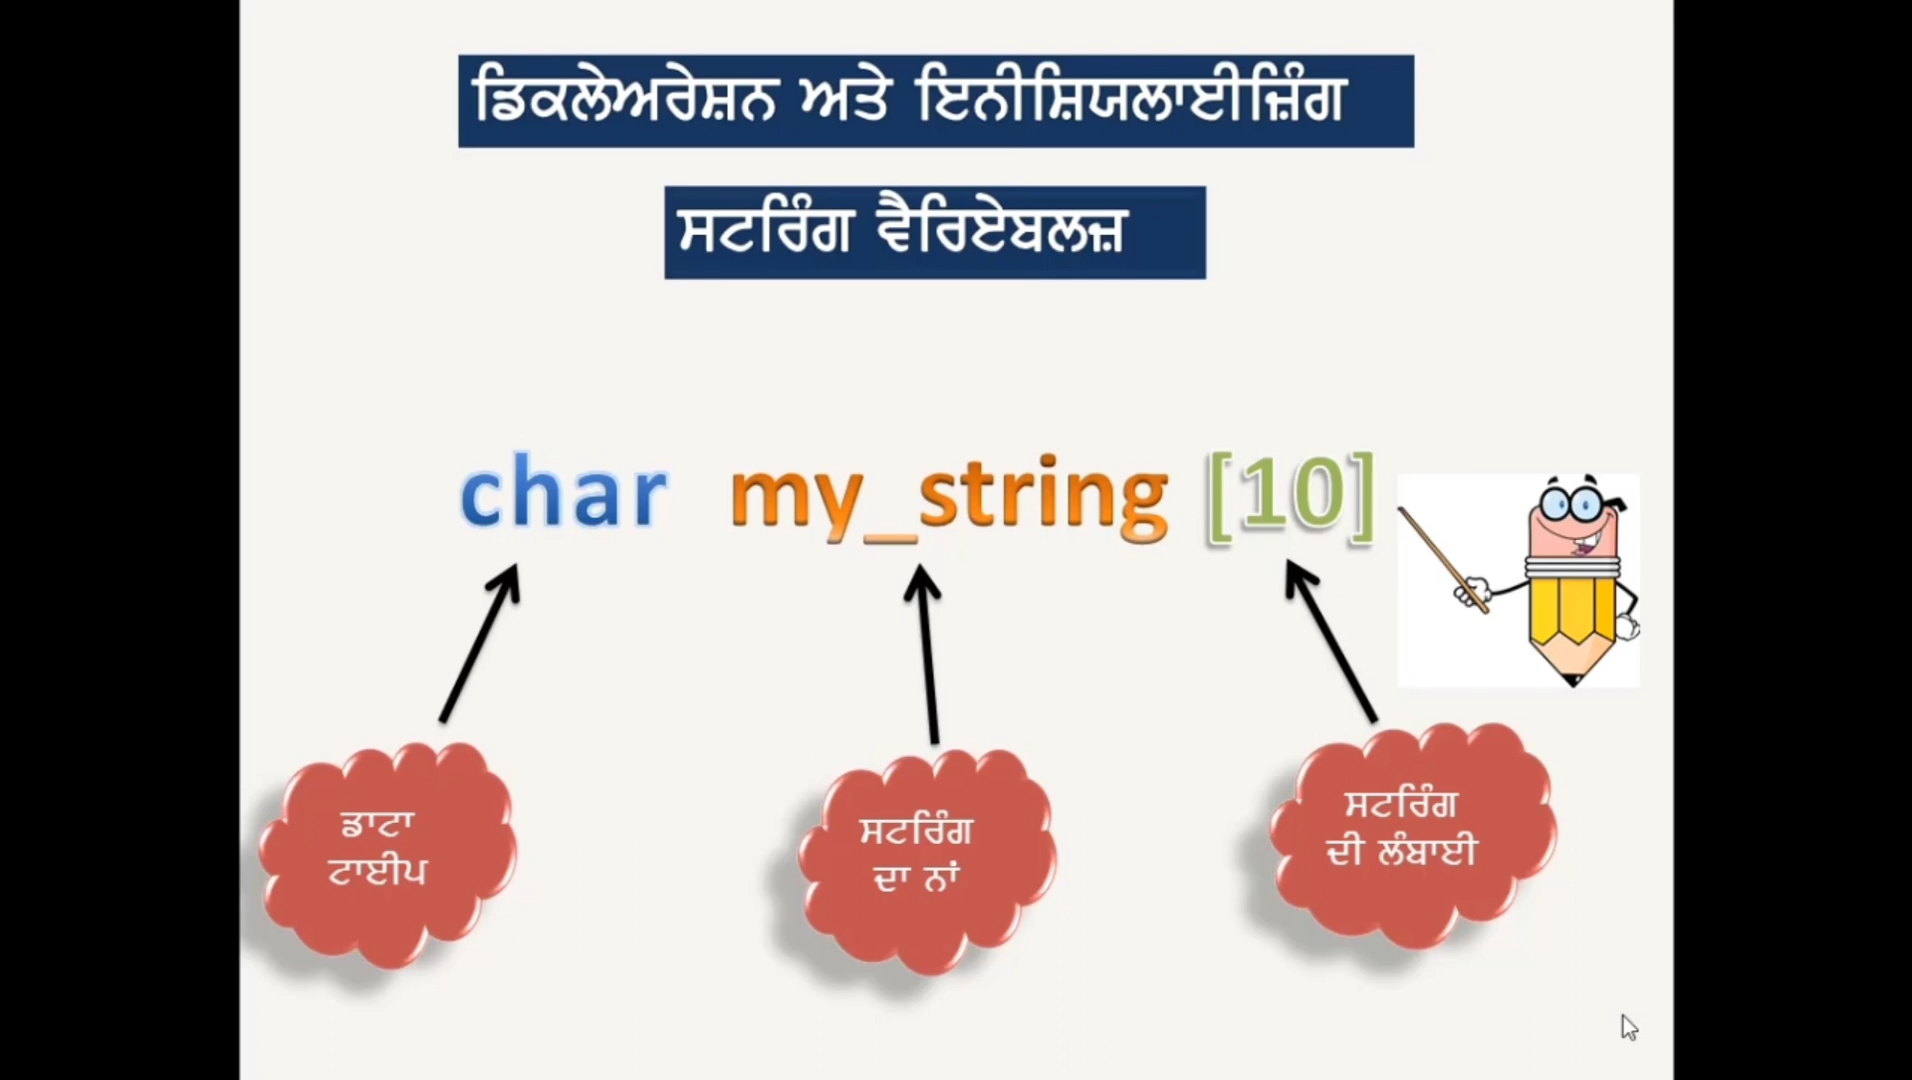 ਡਿਕਲੇਅਰੇਸ਼ਨ ਅਤੇ ਇਨੀਸ਼ਿਯਲਾਈਜ਼ਿੰਗ
ਸਟਰਿੰਗ ਵੈਰਿਏਬਲਜ਼
char my_string [10]
ਡਾਟਾ
ਟਾਈਪ
ਸਟਰਿੰਗ
ਦਾ ਨਾਂ
ਸਟਰਿੰਗ
ਦੀ ਲੰਬਾਈ